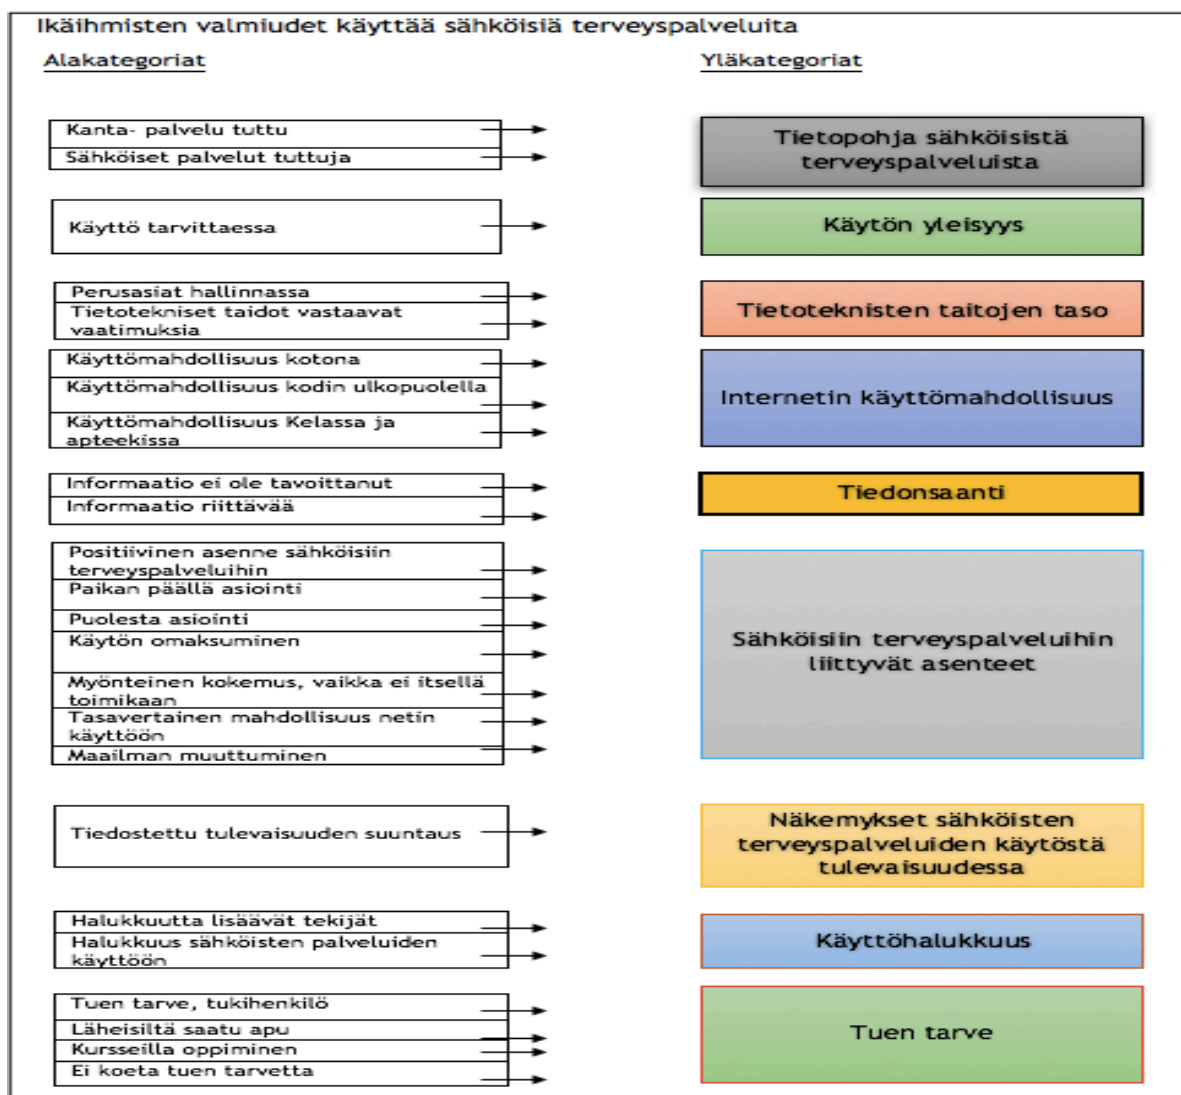 Ikäihmisten valmiudet käyttää sähköisiä terveyspalveluita
Alakategoriat
Yläkategoriat
Kanta- palvelu tuttu
Sähköiset palvelut tuttuja
Tietopohja sähköisistä
terveyspalveluista
Käyttö tarvittaessa
Käytön yleisyys
Perusasiat hallinnassa
Tietotekniset taidot vastaavat
vaatimuksia
Tietoteknisten taitojen taso
Käyttömahdollisuus kotona
Käyttömahdollisuus kodin ulkopuolella
Käyttömahdollisuus Kelassa ja
apteekissa
Internetin käyttömahdollisuus
Informaatio ei ole tavoittanut
Informaatio riittävää
Tiedonsaanti
Positiivinen asenne sähköisiin
terveyspalveluihin
Paikan päällä asiointi
Puolesta asiointi
Käytön omaksuminen
Myönteinen kokemus, vaikka ei itsellä
toimikaan
Tasavertainen mahdollisuus netin
käyttöön
Maailman muuttuminen
Sähköisiin terveyspalveluihin
liittyvät asenteet
Tiedostettu tulevaisuuden suuntaus
Näkemykset sähköisten
terveyspalveluiden käytöstä
tulevaisuudessa
Halukkuutta lisäävät tekijät
Halukkuus sähköisten palveluiden
käyttöön
Käyttöhalukkuus
Tuen tarve, tukihenkilö
Läheisiltä saatu apu
Kursseilla oppiminen
Ei koeta tuen tarvetta
Tuen tarve